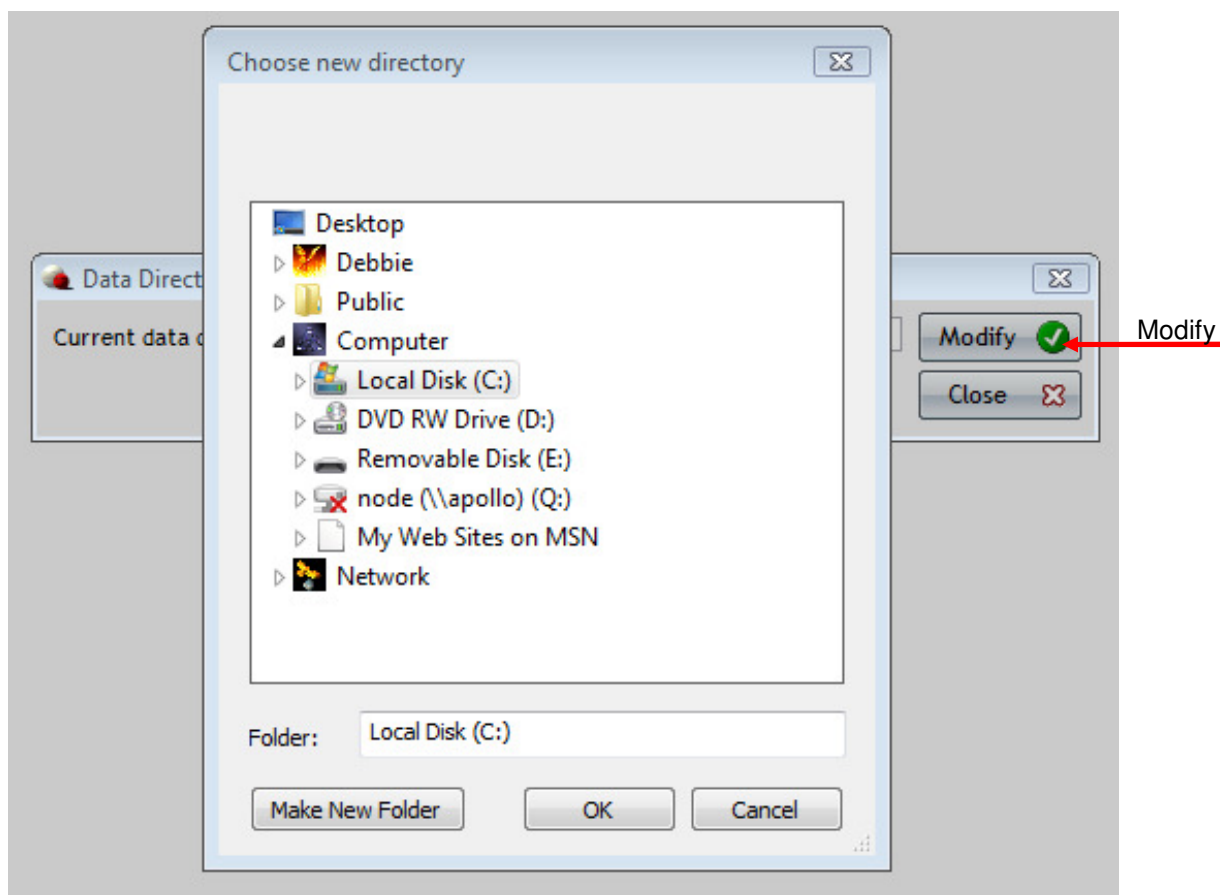 Choose new directory
Desktop
Debbie
Data Direct
Public
Current data
Computer
Modify
Modify
Local Disk (C:)
Close
DVD RW Drive (D:)
Removable Disk (E:)
node (\\apollo) (Q:)
My Web Sites on MSN
Network
Folder:
Local Disk (C:)
Make New Folder
OK
Cancel